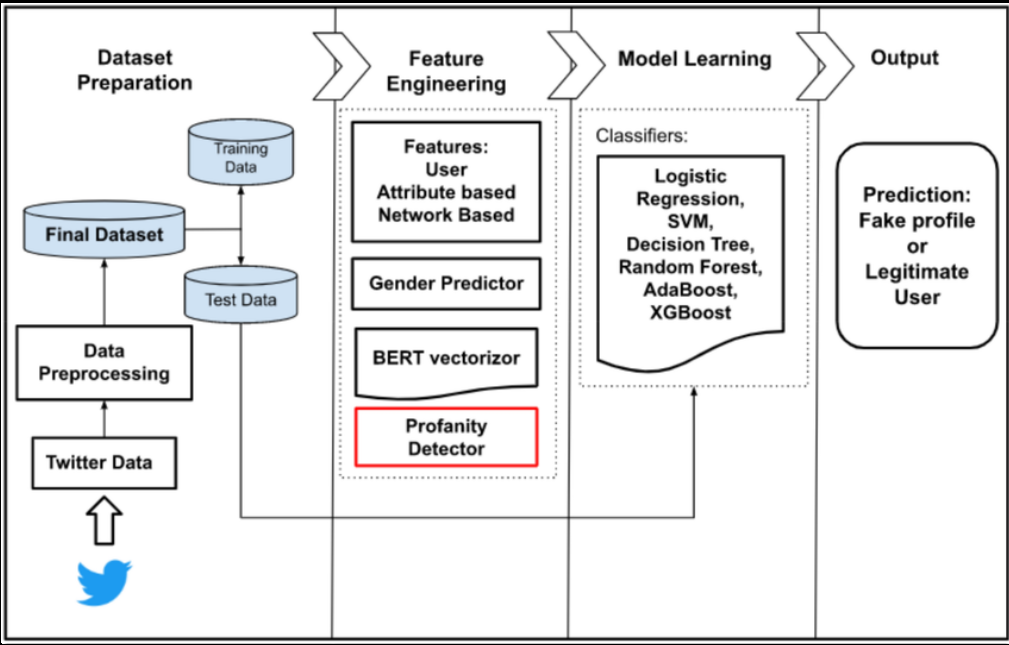 Dataset
Preparation
Training
Data
Final Dataset
Test Data
Data
Preprocessing
Twitter Data
Feature
Engineering
Features:
User
Attribute based
Network Based
Gender Predictor
BERT vectorizor
Profanity
Detector
Model Learning
Classifiers:
Logistic
Regression,
SVM,
Decision Tree,
Random Forest,
AdaBoost,
XGBoost
Output
Prediction:
Fake profile
or
Legitimate
User